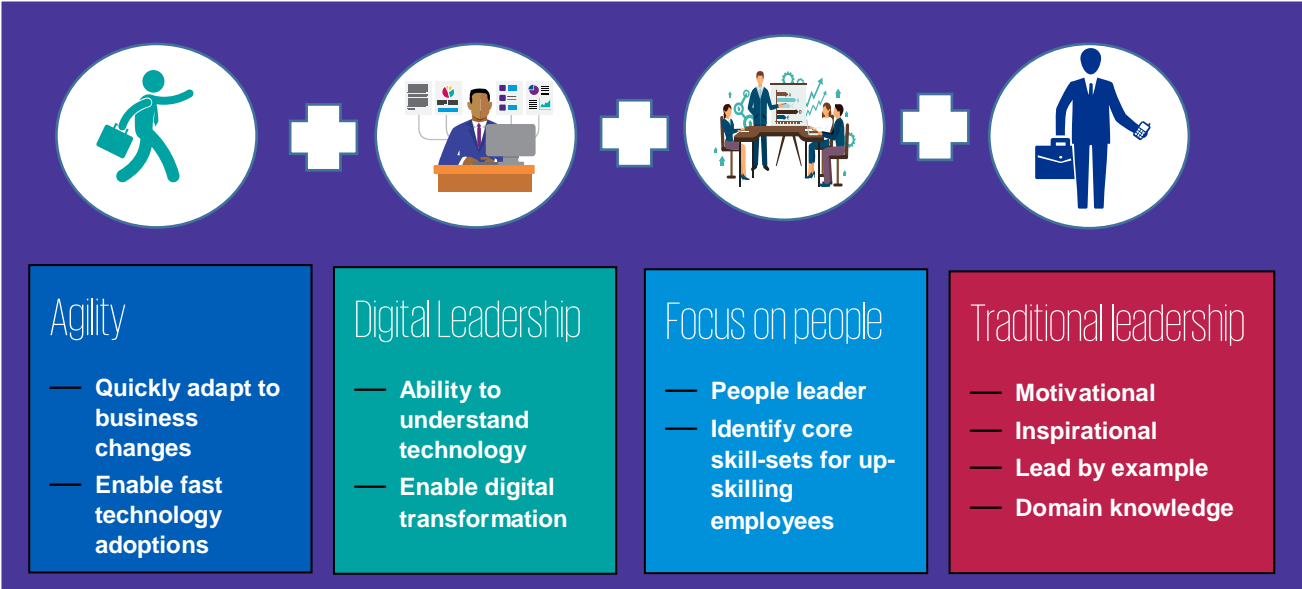 Agility
— Quickly adapt to
business
changes
— Enable fast
technology
adoptions
Digital Leadership
— Ability to
understand
technology
— Enable digital
transformation
Focus on people
— People leader
— Identify core
skill-sets for up-
skilling
employees
Traditional leadership
— Motivational
— Inspirational
— Lead by example
— Domain knowledge